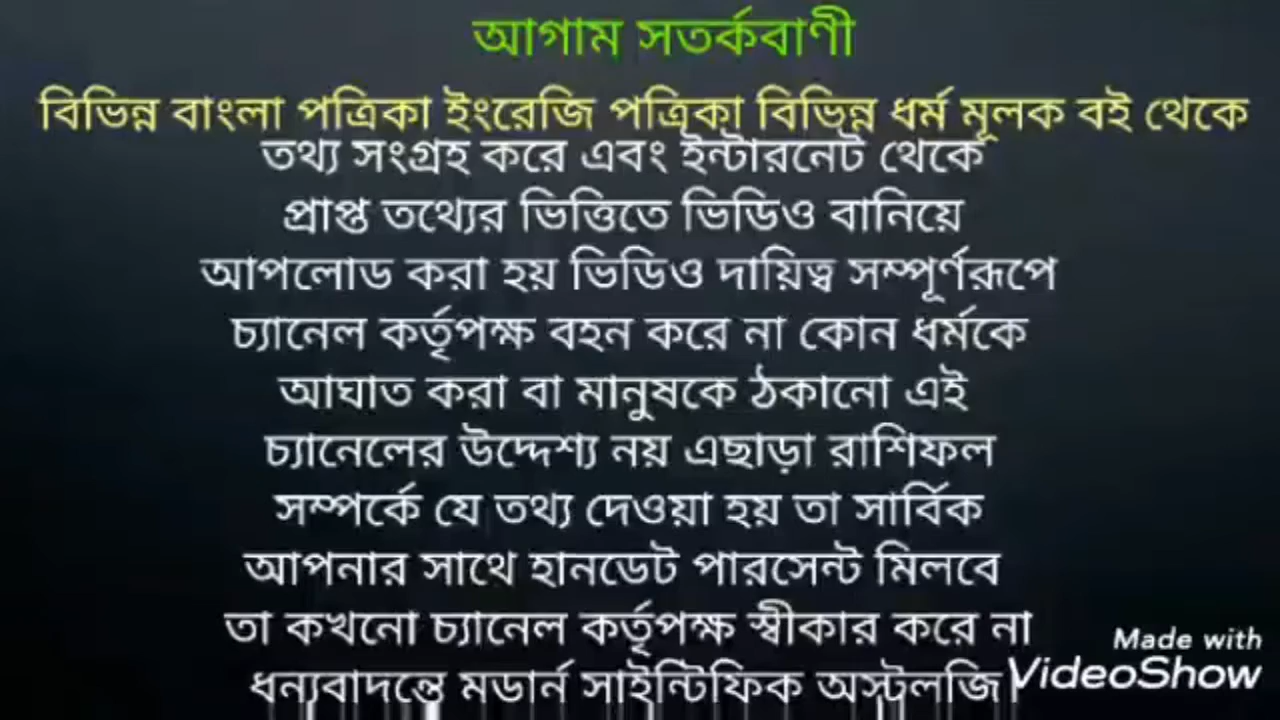 আগাম সতর্কবাণী
বিভিন্ন বাংলা পত্রিকা ইংরেজি পত্রিকা বিভিন্ন ধর্ম মূলক বই থেকে
তথ্য সংগ্রহ করে এবং ইন্টারনেট থেকে
প্রাপ্ত তথ্যের ভিত্তিতে ভিডিও বানিয়ে
আপলোড করা হয় ভিডিও দায়িত্ব সম্পূর্ণরূপে
চ্যানেল কর্তৃপক্ষ বহন করে না কোন ধর্মকে
আঘাত করা বা মানুষকে ঠকানো এই
চ্যানেলের উদ্দেশ্য নয় এছাড়া রাশিফল
সম্পর্কে যে তথ্য দেওয়া হয় তা সার্বিক
আপনার সাথে হানডেট পারসেন্ট মিলবে
তা কখনো চ্যানেল কর্তৃপক্ষ স্বীকার করে না
ধন্যবাদন্তে মডার্ন সাইন্টিফিক অস্ট্রলজি।
Made with
VideoShow